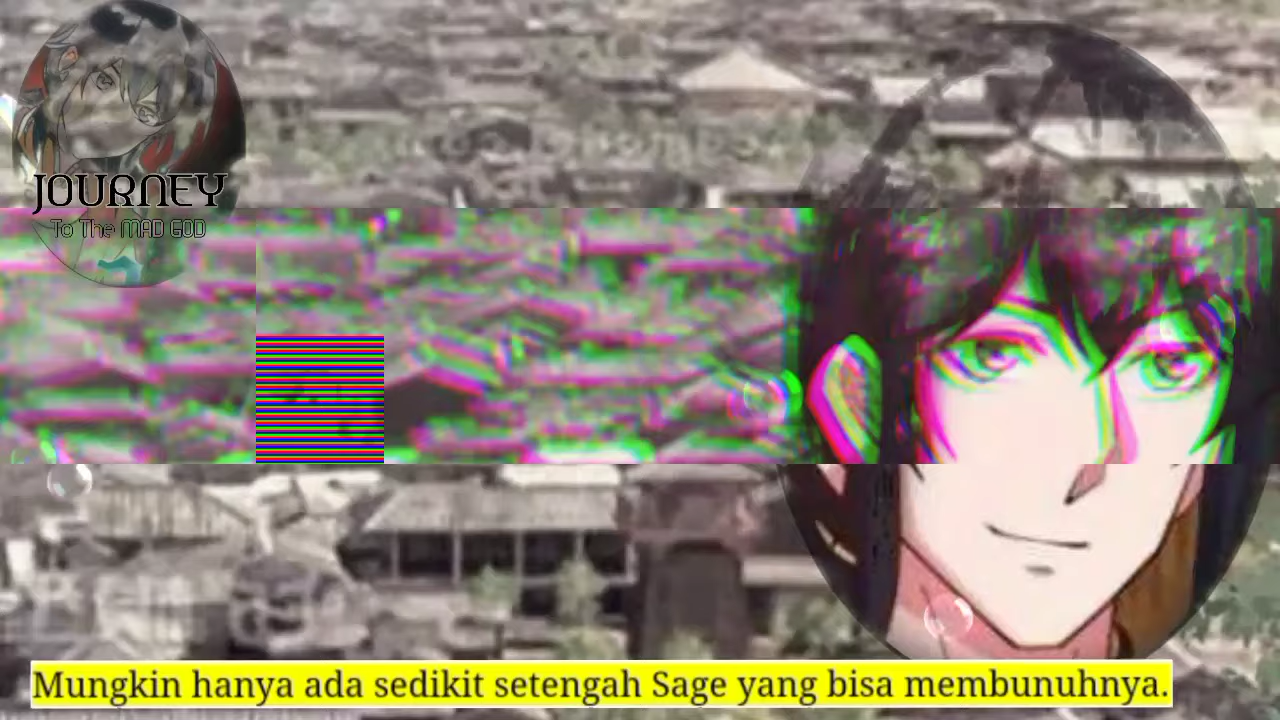 JOURNEY
To The MAD GOD
Mungkin hanya ada sedikit setengah Sage yang bisa membunuhnya.